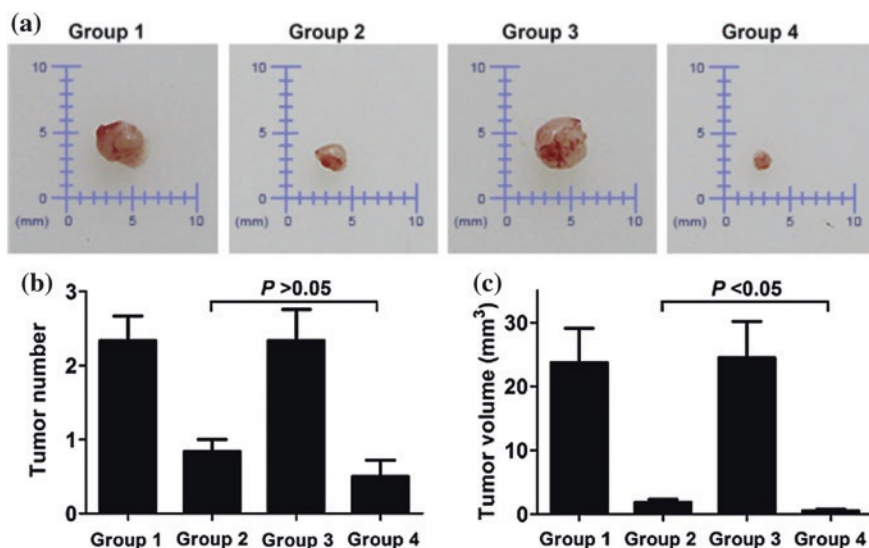 (a) Group 1 Group 2 Group 3 Group 4
10 10 10 10
5 5 5 5
0 0 0 0
(mm) 0 5 10 (mm) 0 5 10 (mm) 0 5 10 (mm) 0 5 10
(b) P >0.05
3
2
1
0
Tumor number
Group 1 Group 2 Group 3 Group 4
(c) P <0.05
30
20
10
0
Tumor volume (mm³)
Group 1 Group 2 Group 3 Group 4